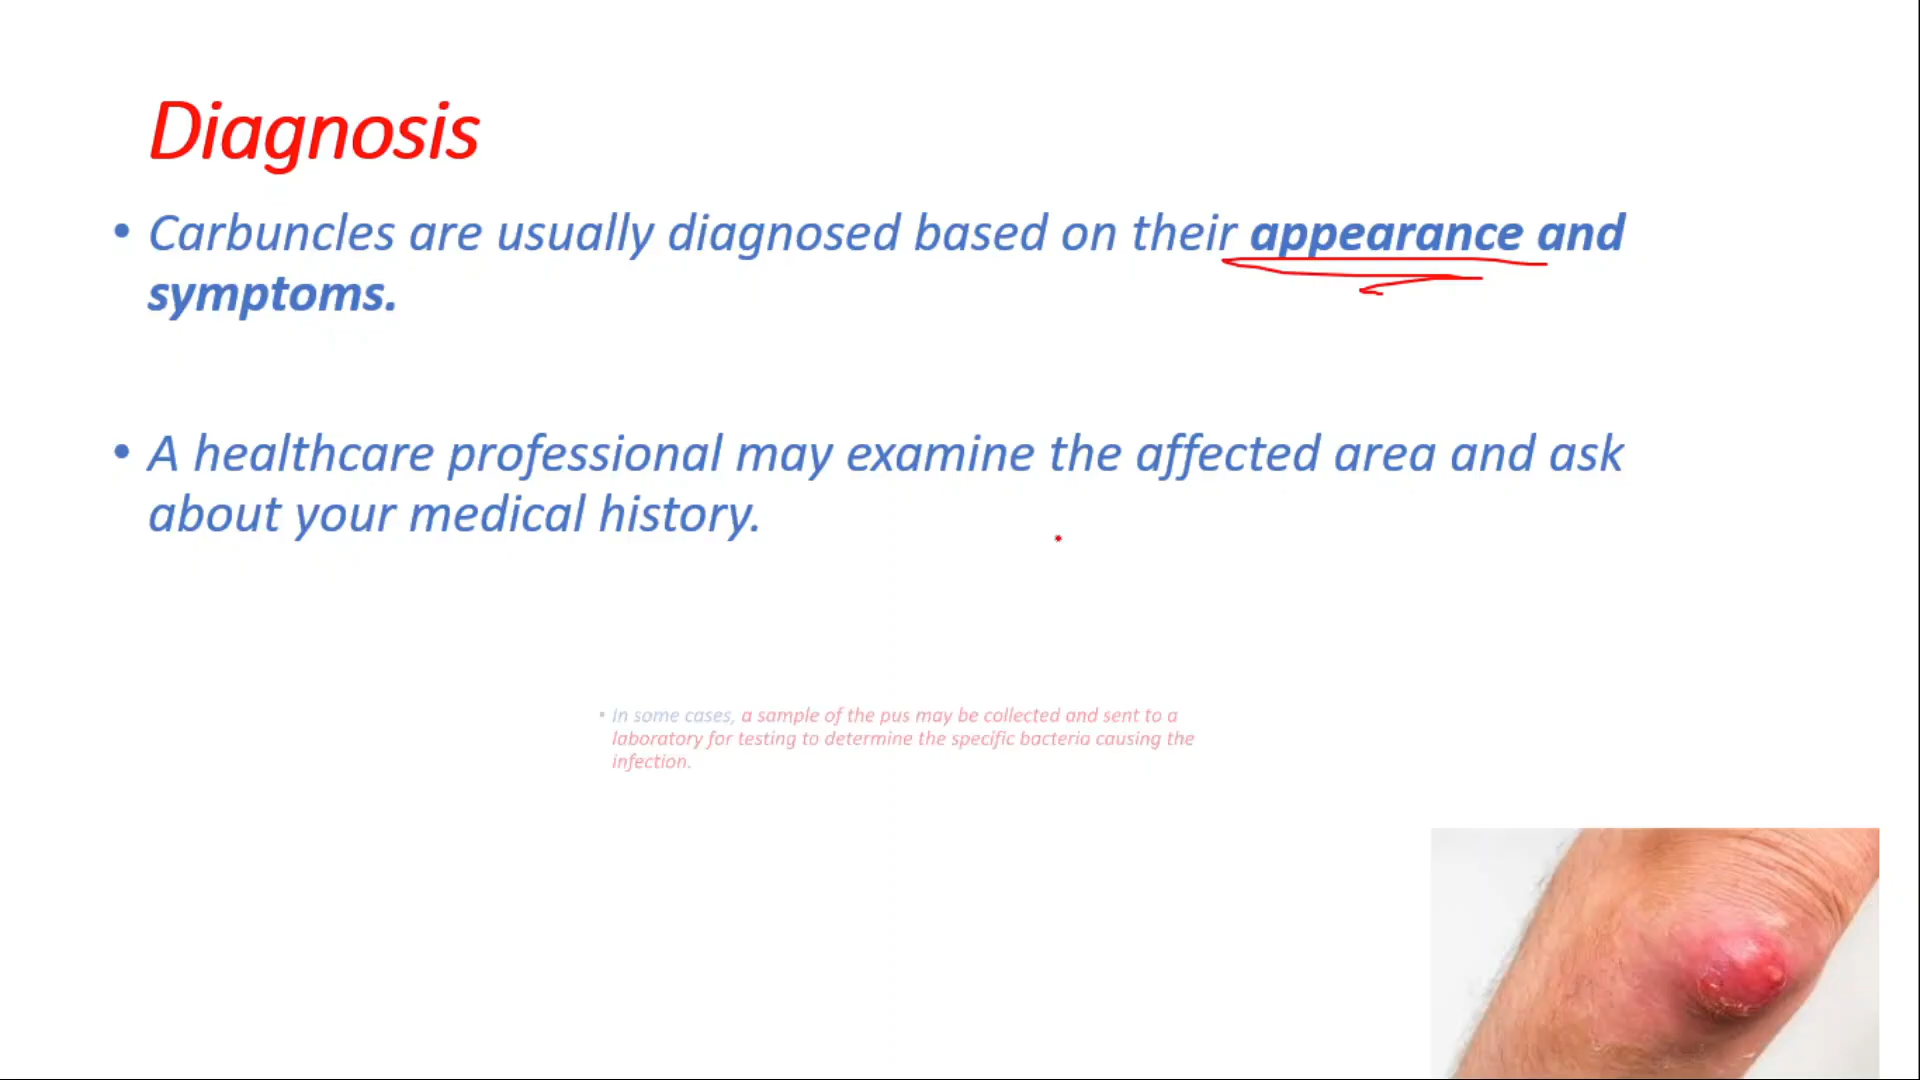 Diagnosis
• Carbuncles are usually diagnosed based on their appearance and
symptoms.
• A healthcare professional may examine the affected area and ask
about your medical history.
• In some cases, a sample of the pus may be collected and sent to a
laboratory for testing to determine the specific bacteria causing the
infection.